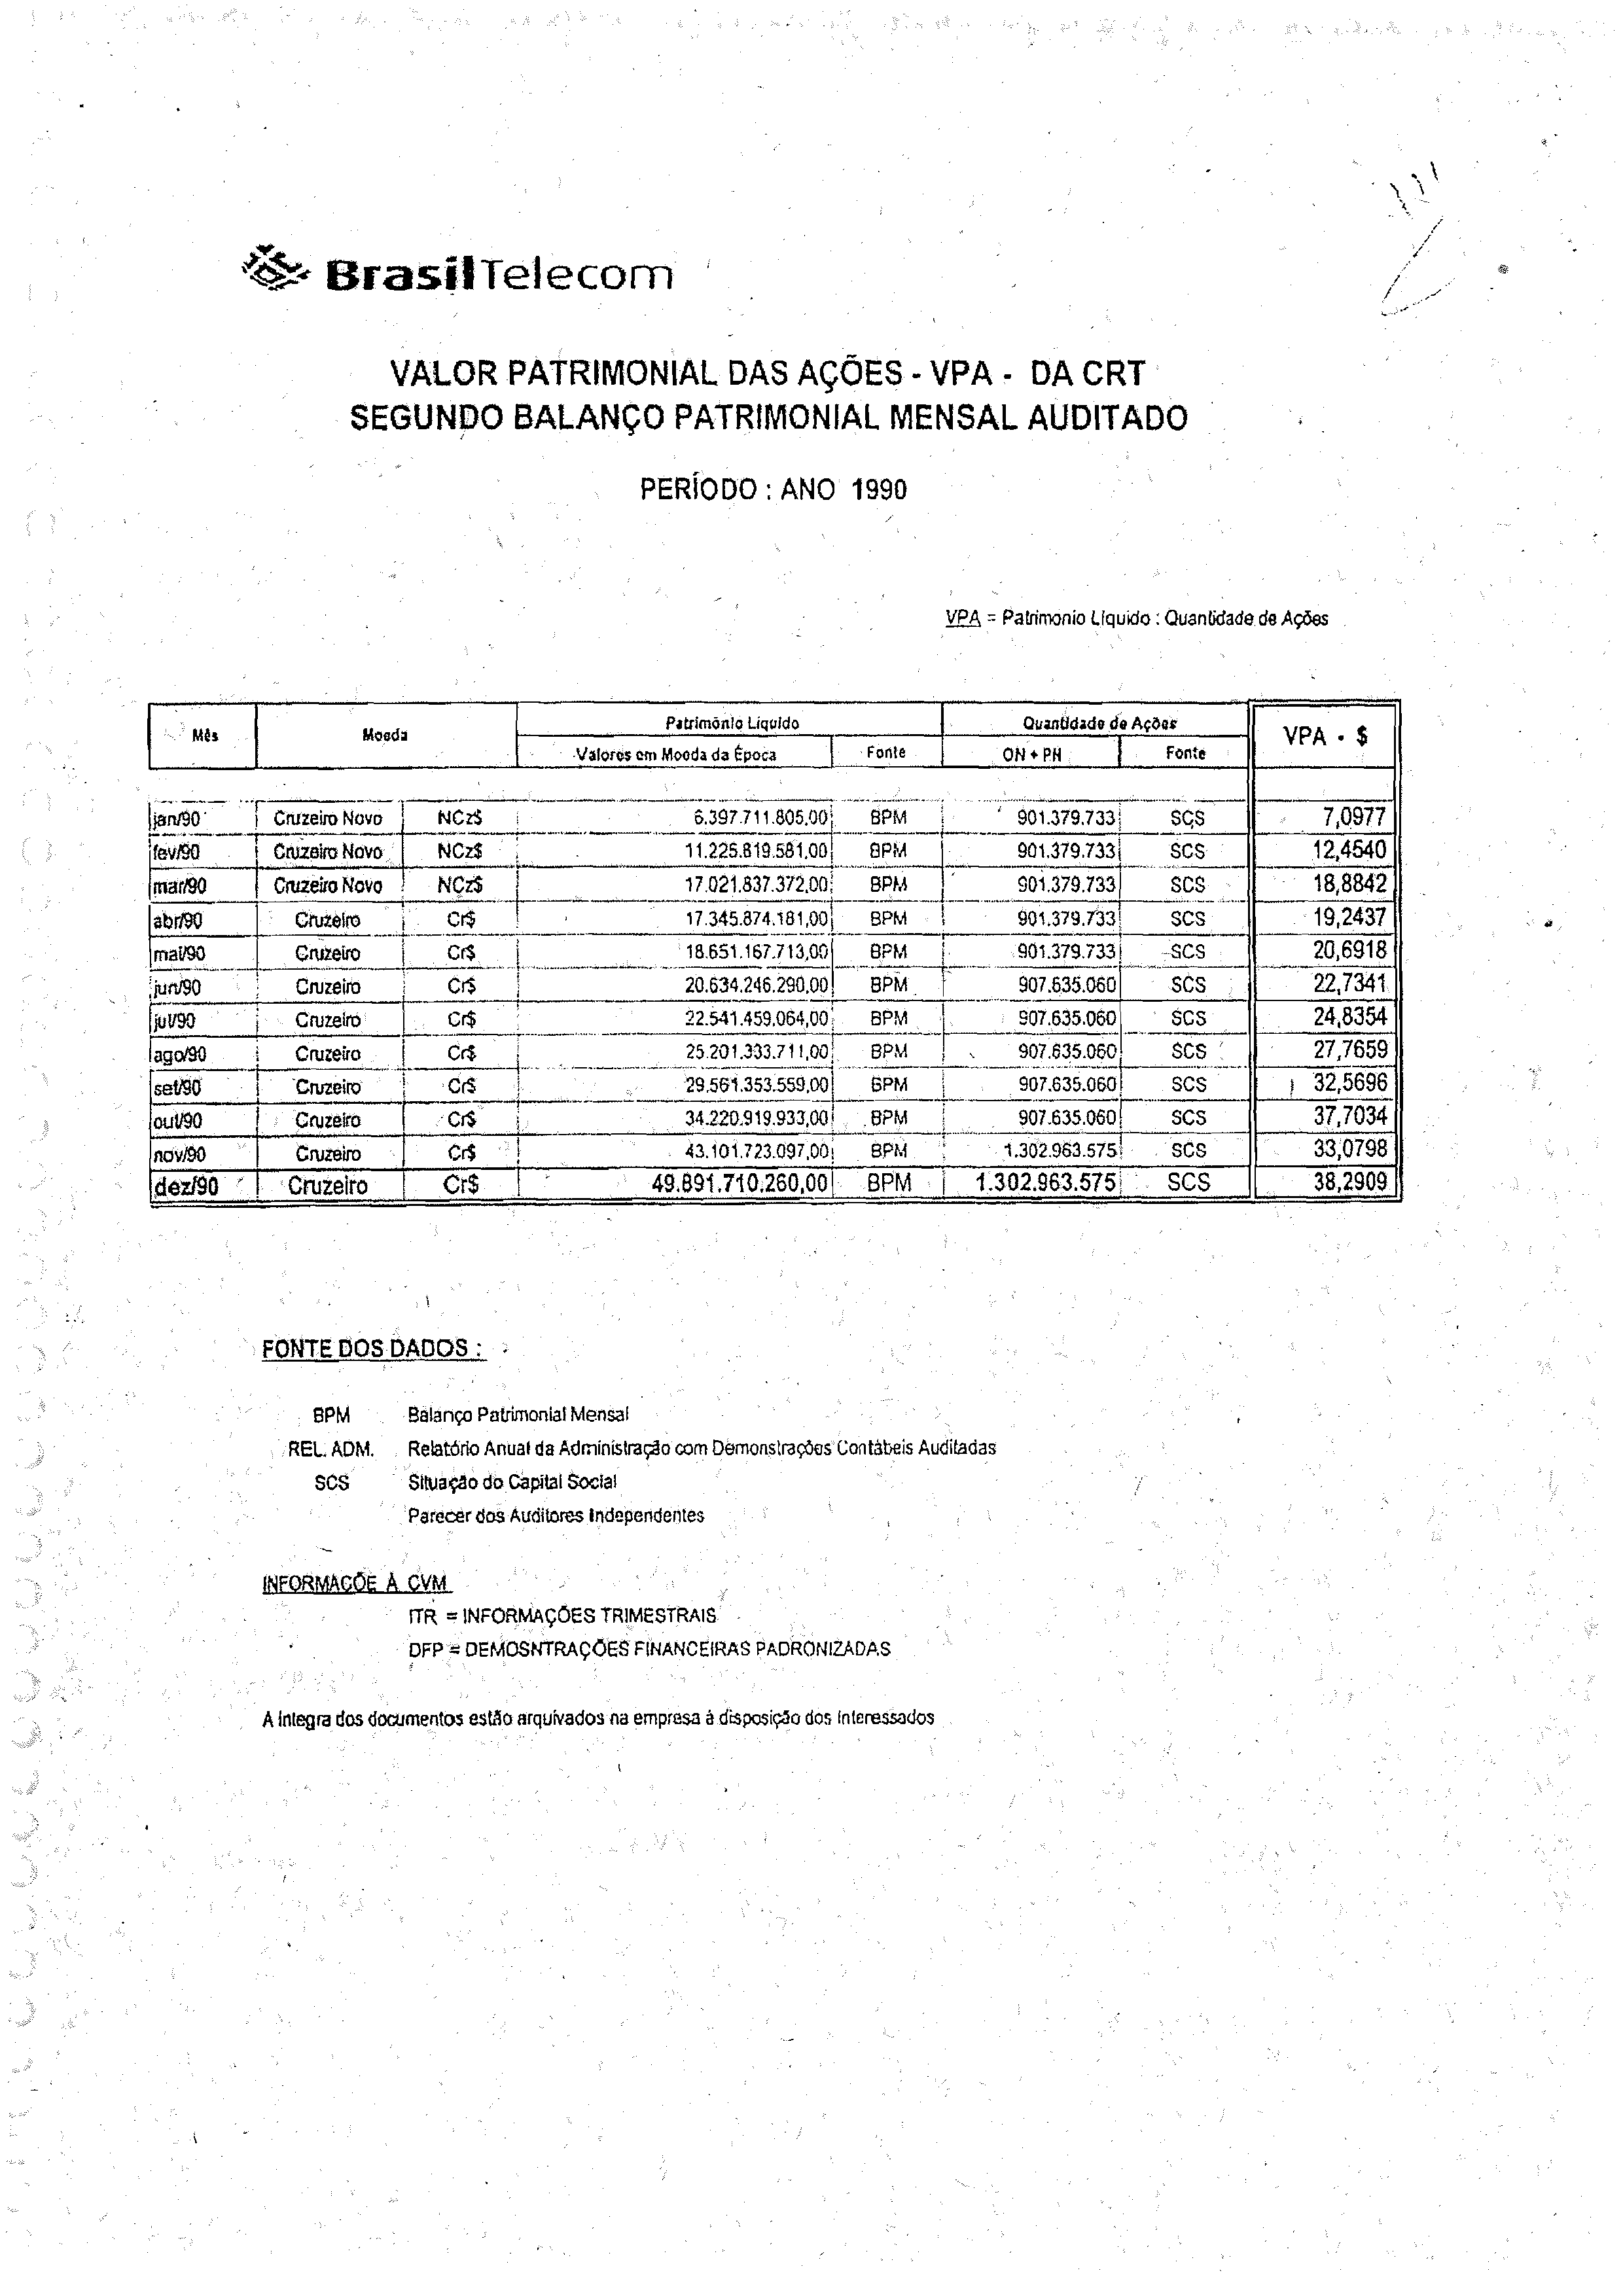 BrasilTelecom
VALOR PATRIMONIAL DAS AÇÕES - VPA - DA CRT
SEGUNDO BALANÇO PATRIMONIAL MENSAL AUDITADO
PERÍODO : ANO 1990
VPA = Patrimonio Líquido : Quantidade de Ações
Mês Moeda Patrimônio Líquido Quantidade de Ações VPA - $
Valores em Moeda da Época Fonte ON + PN Fonte
jan/90 Cruzeiro Novo NCz$ 6.397.711.805,00 BPM 901.379.733 SCS 7,0977
fev/90 Cruzeiro Novo NCz$ 11.225.819.581,00 BPM 901.379.733 SCS 12,4540
mar/90 Cruzeiro Novo NCz$ 17.021.837.372,00 BPM 901.379.733 SCS 18,8842
abr/90 Cruzeiro Cr$ 17.345.874.181,00 BPM 901.379.733 SCS 19,2437
mai/90 Cruzeiro Cr$ 18.651.167.713,00 BPM 901.379.733 SCS 20,6918
jun/90 Cruzeiro Cr$ 20.634.246.290,00 BPM 907.635.060 SCS 22,7341
jul/90 Cruzeiro Cr$ 22.541.459.064,00 BPM 907.635.060 SCS 24,8354
ago/90 Cruzeiro Cr$ 25.201.333.711,00 BPM 907.635.060 SCS 27,7659
set/90 Cruzeiro Cr$ 29.561.353.559,00 BPM 907.635.060 SCS 32,5696
out/90 Cruzeiro Cr$ 34.220.919.933,00 BPM 907.635.060 SCS 37,7034
nov/90 Cruzeiro Cr$ 43.101.723.097,00 BPM 1.302.963.575 SCS 33,0798
dez/90 Cruzeiro Cr$ 49.891.710.260,00 BPM 1.302.963.575 SCS 38,2909
FONTE DOS DADOS :
BPM Balanço Patrimonial Mensal
REL. ADM. Relatório Anual da Administração com Demonstrações Contábeis Auditadas
SCS Situação do Capital Social
Parecer dos Auditores Independentes
INFORMAÇÕE À CVM
ITR = INFORMAÇÕES TRIMESTRAIS
DFP = DEMOSNTRAÇÕES FINANCEIRAS PADRONIZADAS
A íntegra dos documentos estão arquivados na empresa à disposição dos interessados